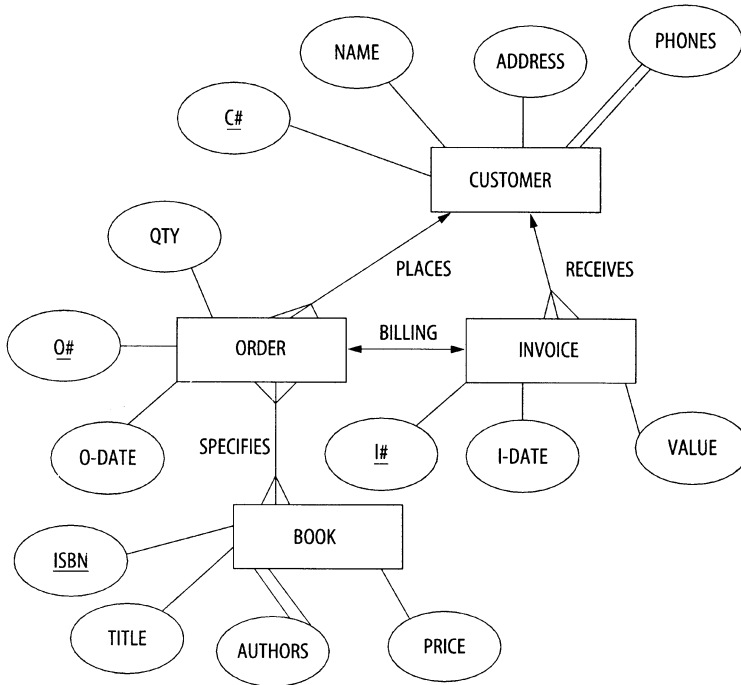 PHONES
NAME
ADDRESS
C#
CUSTOMER
QTY
PLACES
RECEIVES
O#
ORDER
BILLING
INVOICE
O-DATE
SPECIFIES
I#
I-DATE
VALUE
ISBN
BOOK
TITLE
AUTHORS
PRICE